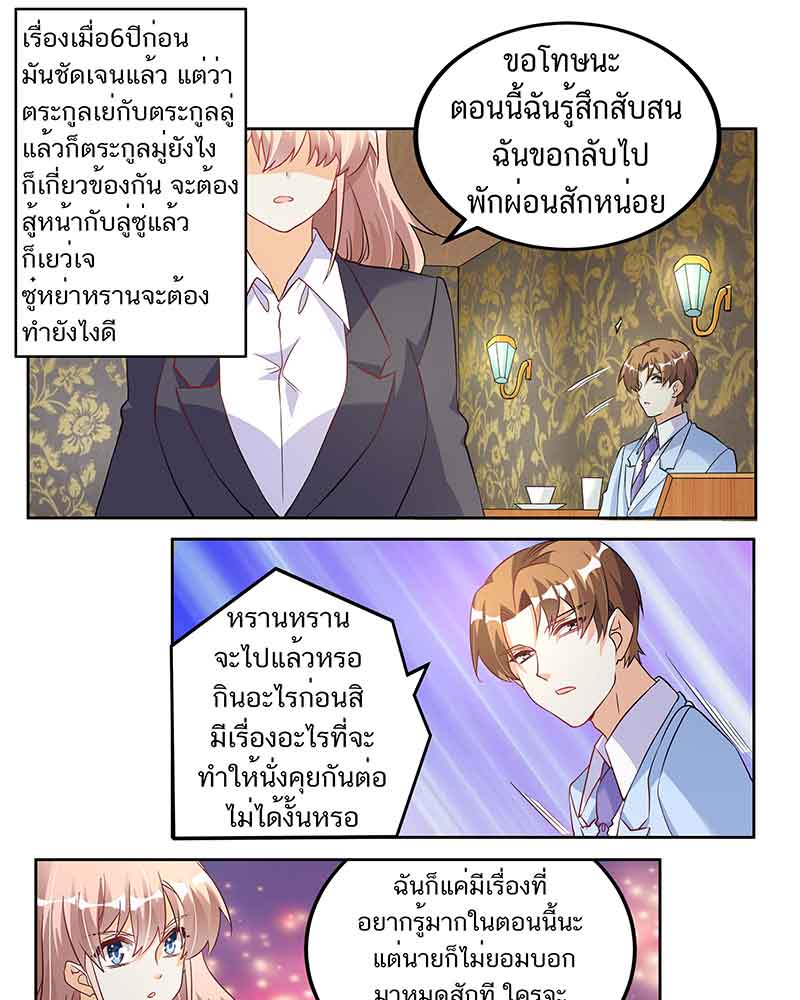 เรื่องเมื่อ6ปีก่อน
มันชัดเจนแล้ว แต่ว่า
ตระกูลเย่กับตระกูลลู่
แล้วก็ตระกูลมู่ยังไง
ก็เกี่ยวข้องกัน จะต้อง
สู้หน้ากับลู่ซู่แล้ว
ก็เยว่เจ
ซู๋หย่าหรานจะต้อง
ทำยังไงดี
ขอโทษนะ
ตอนนี้ฉันรู้สึกสับสน
ฉันขอกลับไป
พักผ่อนสักหน่อย
หรานหราน
จะไปแล้วหรอ
กินอะไรก่อนสิ
มีเรื่องอะไรที่จะ
ทำให้นั่งคุยกันต่อ
ไม่ได้งั้นหรอ
ฉันก็แค่มีเรื่องที่
อยากรู้มากในตอนนี้นะ
แต่นายก็ไม่ยอมบอก
มาหมดสักที ใครจะ